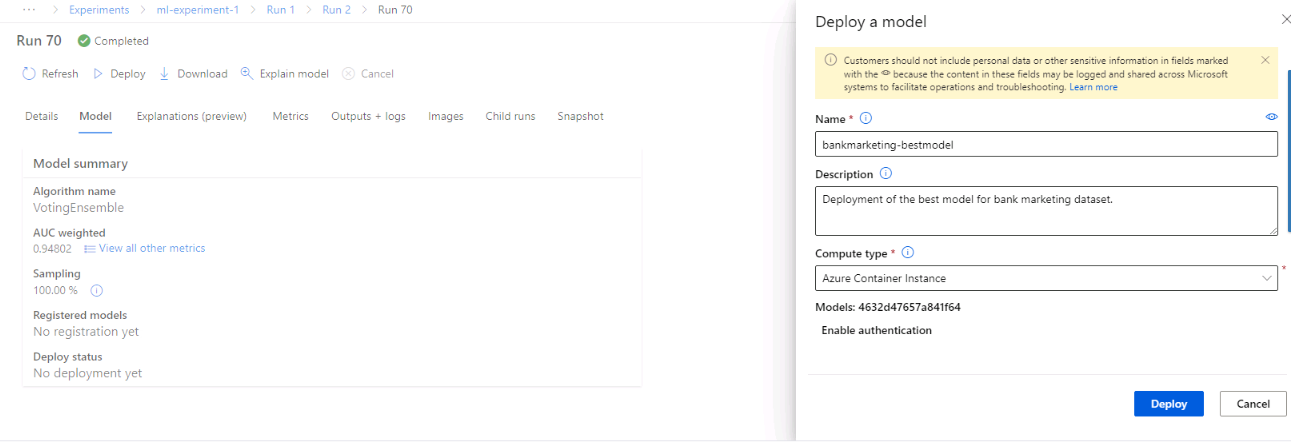 ··· > Experiments > ml-experiment-1 > Run 1 > Run 2 > Run 70
Run 70 Completed
Refresh Deploy Download Explain model Cancel
Details Model Explanations (preview) Metrics Outputs + logs Images Child runs Snapshot
Model summary
Algorithm name
VotingEnsemble
AUC weighted
0.94802 View all other metrics
Sampling
100.00 %
Registered models
No registration yet
Deploy status
No deployment yet
Deploy a model
Customers should not include personal data or other sensitive information in fields marked
with the because the content in these fields may be logged and shared across Microsoft
systems to facilitate operations and troubleshooting. Learn more
Name *
bankmarketing-bestmodel
Description
Deployment of the best model for bank marketing dataset.
Compute type *
Azure Container Instance
*
Models: 4632d47657a841f64
Enable authentication
Deploy Cancel